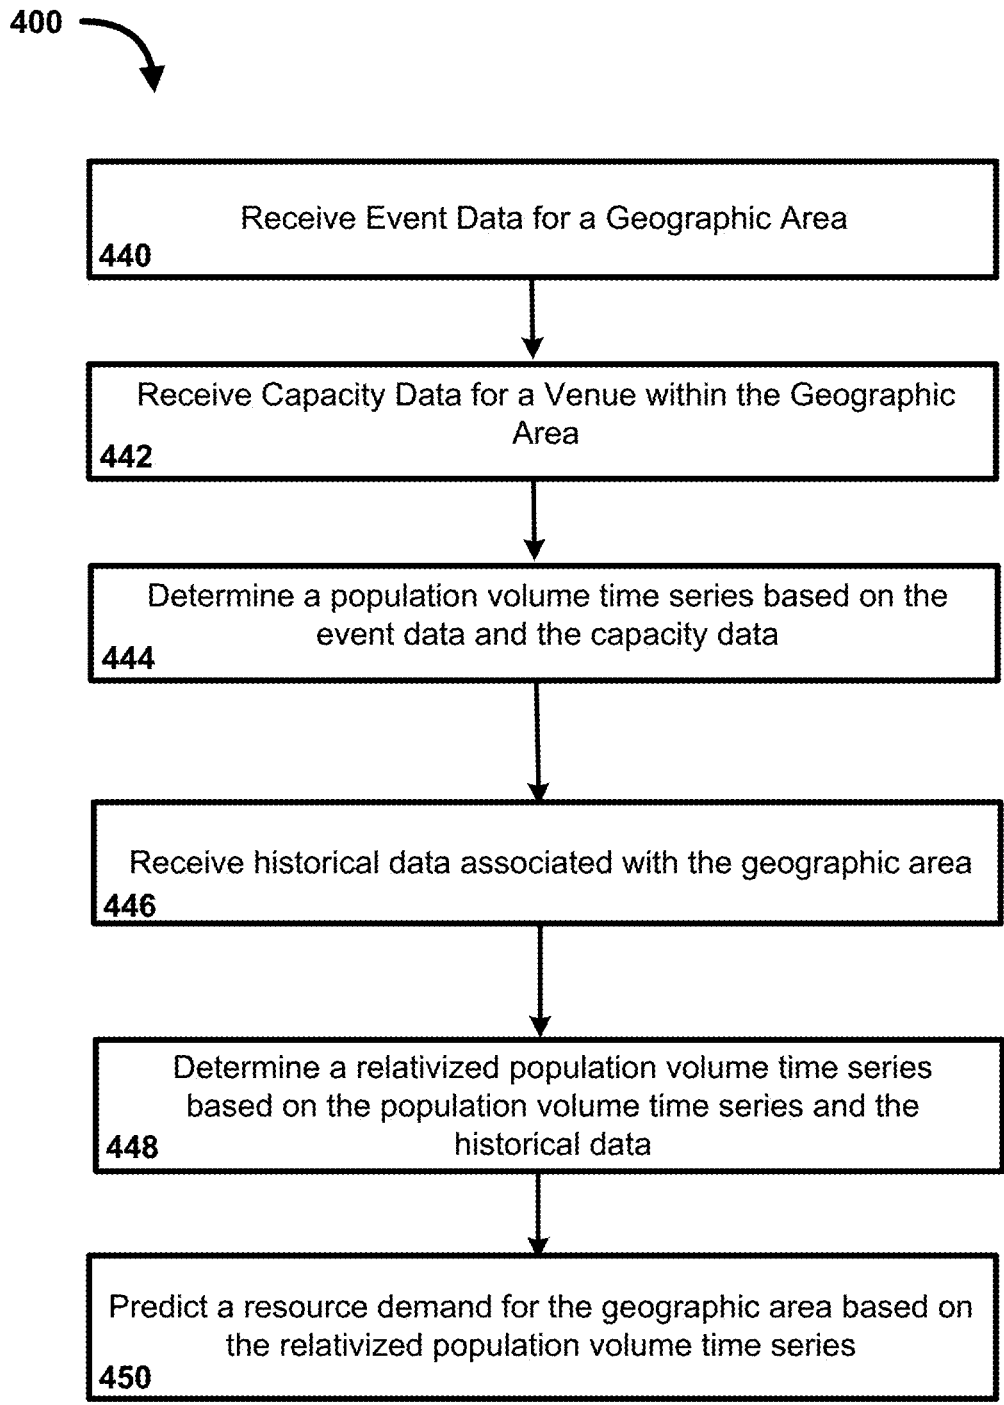 400
Receive Event Data for a Geographic Area
440
Receive Capacity Data for a Venue within the Geographic
Area
442
Determine a population volume time series based on the
event data and the capacity data
444
Receive historical data associated with the geographic area
446
Determine a relativized population volume time series
based on the population volume time series and the
historical data
448
Predict a resource demand for the geographic area based on
the relativized population volume time series
450